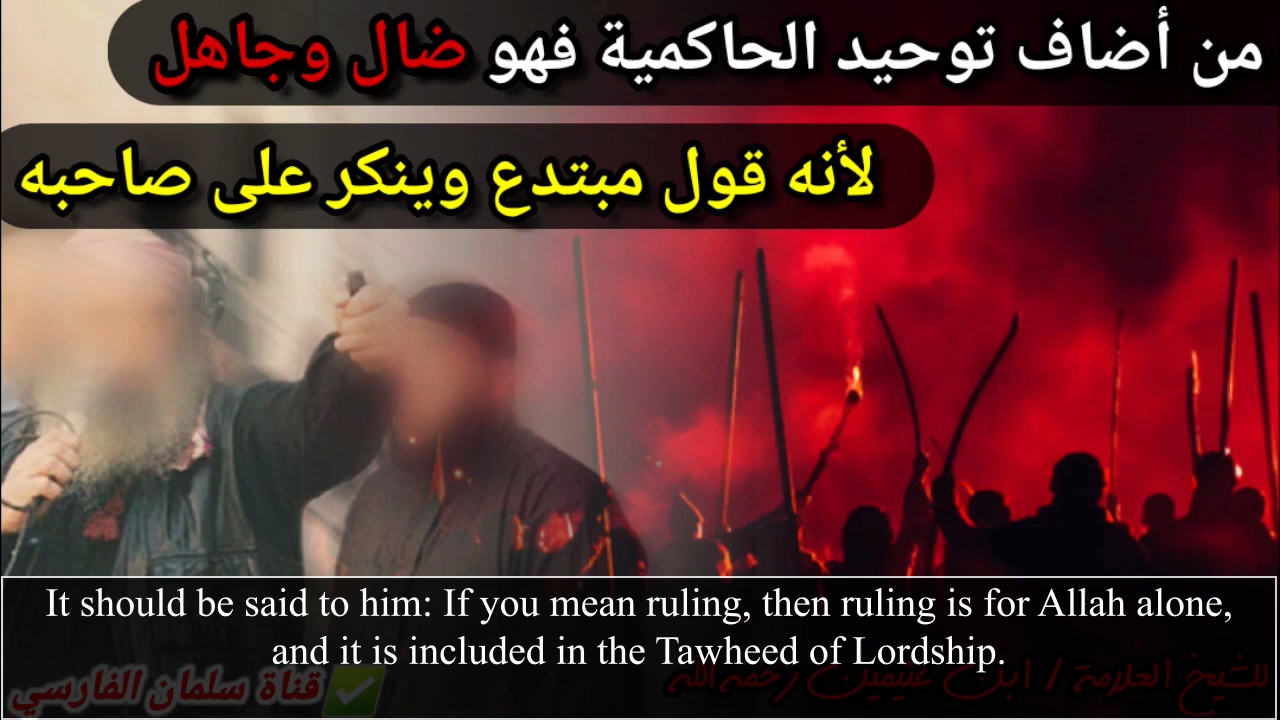 من أضاف توحيد الحاكمية فهو ضال وجاهل
لأنه قول مبتدع وينكر على صاحبه
It should be said to him: If you mean ruling, then ruling is for Allah alone,
and it is included in the Tawheed of Lordship.
للشيخ العلامة / ابن عثيمين رحمه الله
قناة سلمان الفارسي